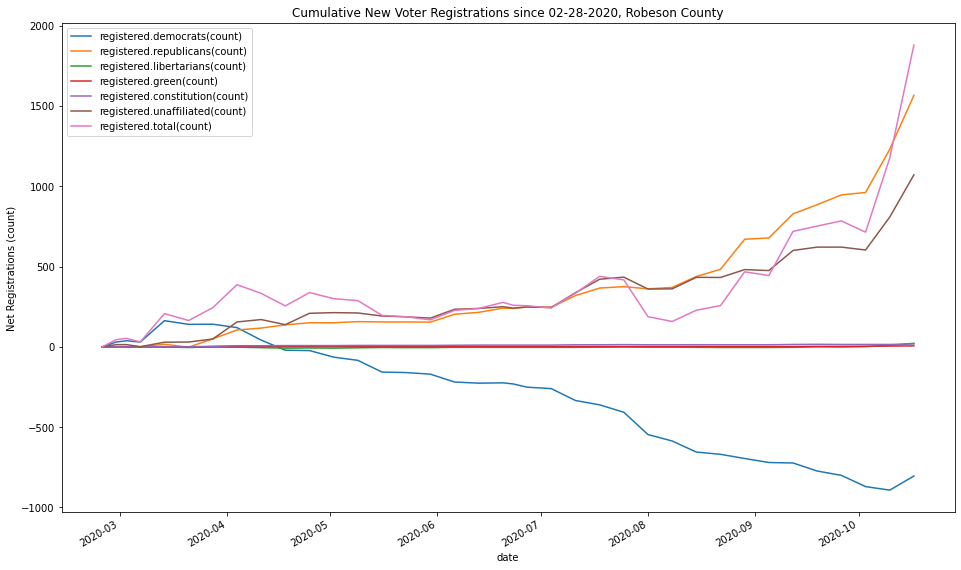 Cumulative New Voter Registrations since 02-28-2020, Robeson County
registered.democrats(count)
registered.republicans(count)
registered.libertarians(count)
registered.green(count)
registered.constitution(count)
registered.unaffiliated(count)
registered.total(count)
Net Registrations (count)
2000
1500
1000
500
0
−500
−1000
2020-03
2020-04
2020-05
2020-06
2020-07
2020-08
2020-09
2020-10
date